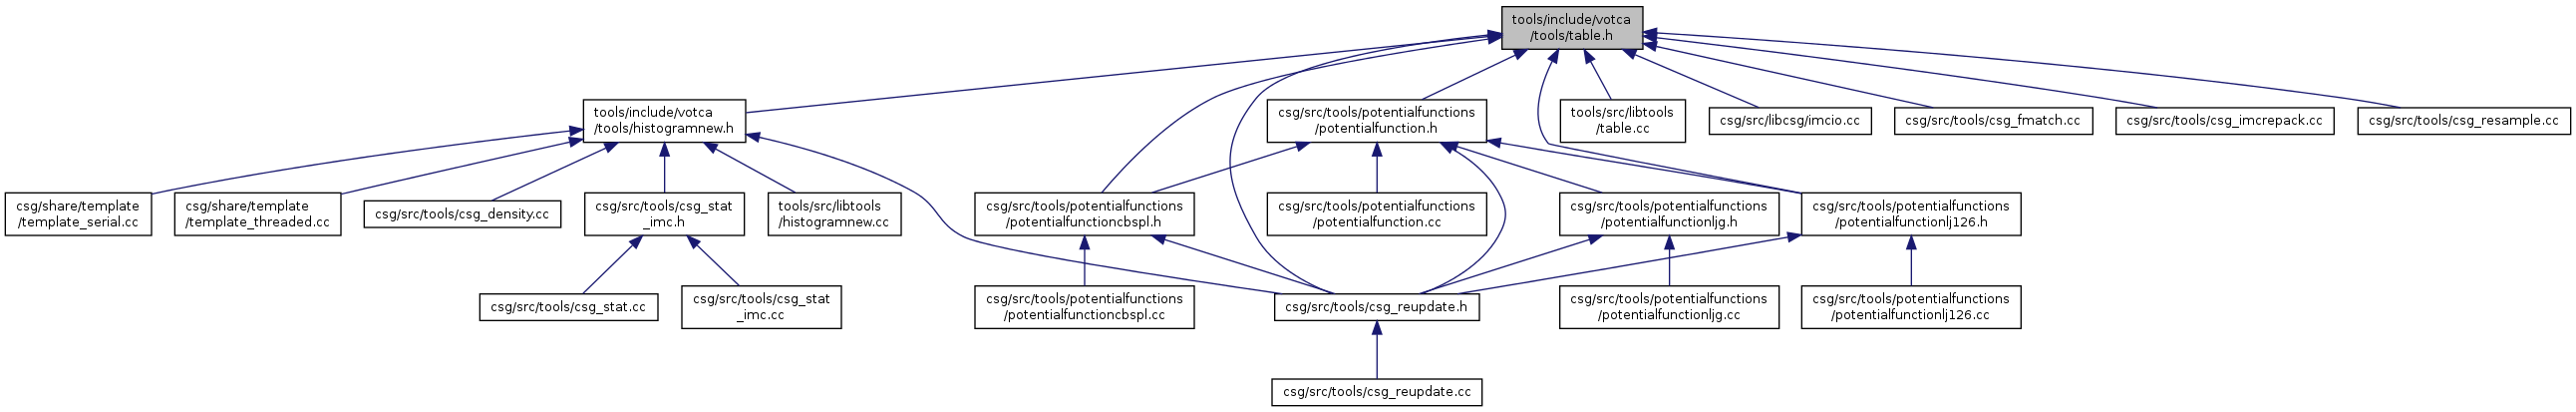 tools/include/votca
/tools/table.h
tools/include/votca
/tools/histogramnew.h
csg/src/tools/potentialfunctions
/potentialfunction.h
tools/src/libtools
/table.cc
csg/src/libcsg/imcio.cc
csg/src/tools/csg_fmatch.cc
csg/src/tools/csg_imcrepack.cc
csg/src/tools/csg_resample.cc
csg/share/template
/template_serial.cc
csg/share/template
/template_threaded.cc
csg/src/tools/csg_density.cc
csg/src/tools/csg_stat
_imc.h
tools/src/libtools
/histogramnew.cc
csg/src/tools/potentialfunctions
/potentialfunctioncbspl.h
csg/src/tools/potentialfunctions
/potentialfunction.cc
csg/src/tools/potentialfunctions
/potentialfunctionljg.h
csg/src/tools/potentialfunctions
/potentialfunctionlj126.h
csg/src/tools/csg_stat.cc
csg/src/tools/csg_stat
_imc.cc
csg/src/tools/potentialfunctions
/potentialfunctioncbspl.cc
csg/src/tools/csg_reupdate.h
csg/src/tools/potentialfunctions
/potentialfunctionljg.cc
csg/src/tools/potentialfunctions
/potentialfunctionlj126.cc
csg/src/tools/csg_reupdate.cc